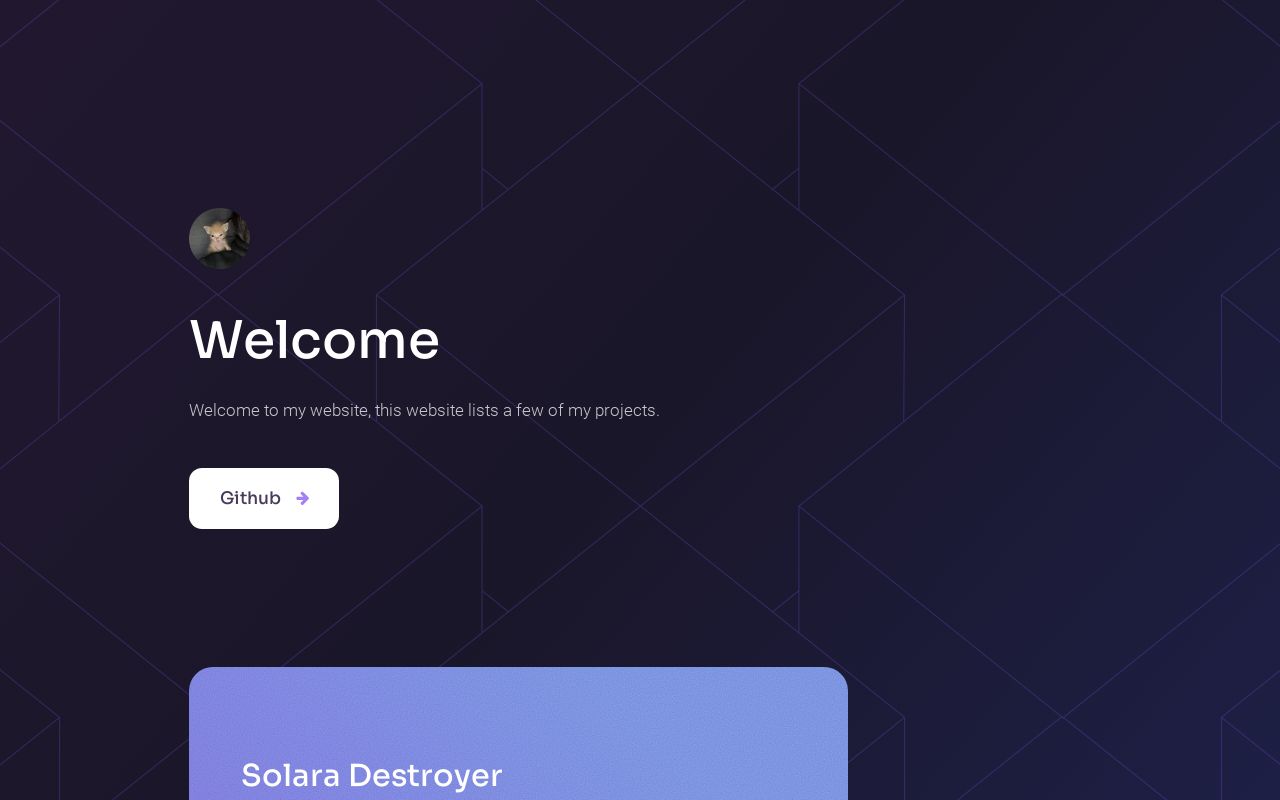 Welcome
Welcome to my website, this website lists a few of my projects.
Github
Solara Destroyer